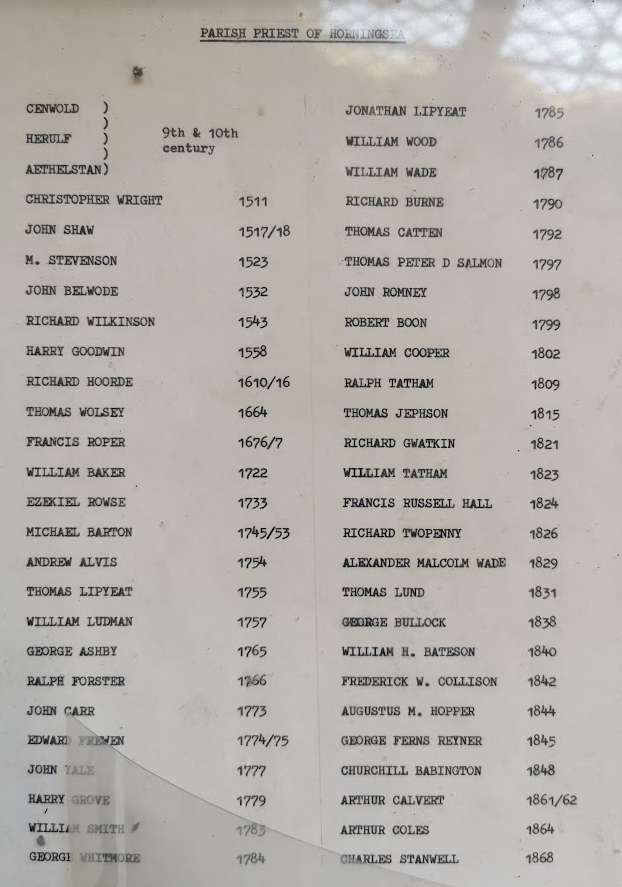 PARISH PRIEST OF HORNINGSEA
CENWOLD )
)
HERULF )
)
AETHELSTAN)
9th & 10th
century
CHRISTOPHER WRIGHT 1511
JOHN SHAW 1517/18
M. STEVENSON 1523
JOHN BELWODE 1532
RICHARD WILKINSON 1543
HARRY GOODWIN 1558
RICHARD HOORDE 1610/16
THOMAS WOLSEY 1664
FRANCIS ROPER 1676/7
WILLIAM BAKER 1722
EZEKIEL ROWSE 1733
MICHAEL BARTON 1745/53
ANDREW ALVIS 1754
THOMAS LIPYEAT 1755
WILLIAM LUDMAN 1757
GEORGE ASHBY 1765
RALPH FORSTER 1766
JOHN CARR 1773
EDWARD FREWEN 1774/75
JOHN YALE 1777
HARRY GROVE 1779
WILLIAM SMITH 1783
GEORGE WHITMORE 1784
JONATHAN LIPYEAT 1785
WILLIAM WOOD 1786
WILLIAM WADE 1787
RICHARD BURNE 1790
THOMAS CATTEN 1792
THOMAS PETER D SALMON 1797
JOHN ROMNEY 1798
ROBERT BOON 1799
WILLIAM COOPER 1802
RALPH TATHAM 1809
THOMAS JEPHSON 1815
RICHARD GWATKIN 1821
WILLIAM TATHAM 1823
FRANCIS RUSSELL HALL 1824
RICHARD TWOPENNY 1826
ALEXANDER MALCOLM WADE 1829
THOMAS LUND 1831
GEORGE BULLOCK 1838
WILLIAM H. BATESON 1840
FREDERICK W. COLLISON 1842
AUGUSTUS M. HOPPER 1844
GEORGE FERNS REYNER 1845
CHURCHILL BABINGTON 1848
ARTHUR CALVERT 1861/62
ARTHUR COLES 1864
CHARLES STANWELL 1868